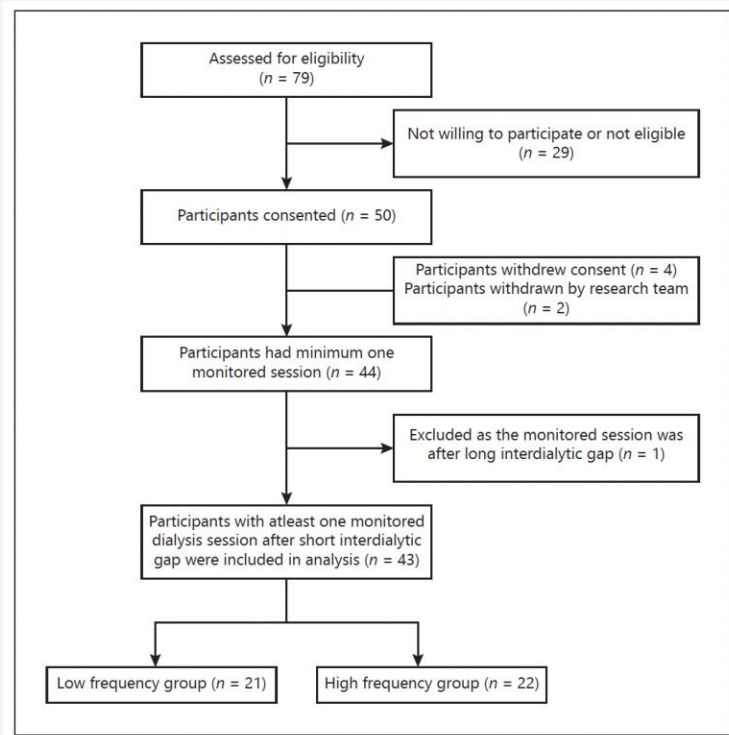 Assessed for eligibility
(n = 79)
Not willing to participate or not eligible
(n = 29)
Participants consented (n = 50)
Participants withdrew consent (n = 4)
Participants withdrawn by research team
(n = 2)
Participants had minimum one
monitored session (n = 44)
Excluded as the monitored session was
after long interdialytic gap (n = 1)
Participants with atleast one monitored
dialysis session after short interdialytic
gap were included in analysis (n = 43)
Low frequency group (n = 21)
High frequency group (n = 22)